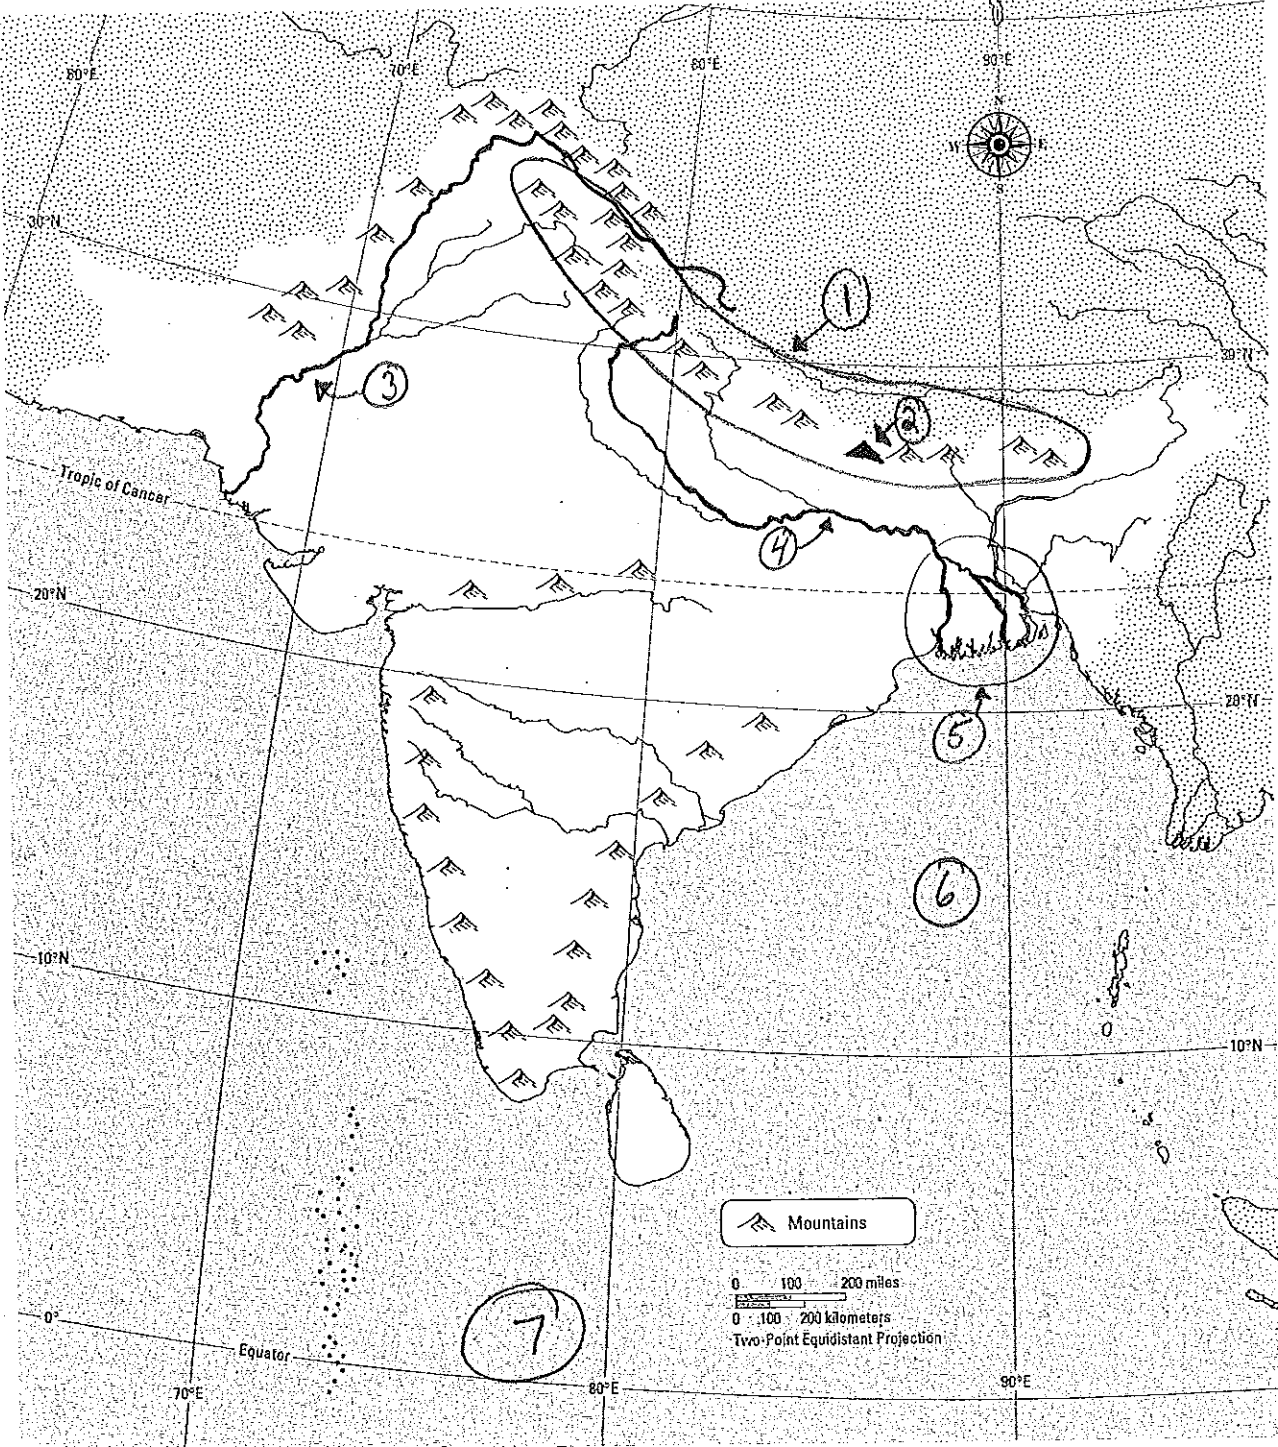 60°E
70°E
80°E
90°E
N
W E
S
30°N
1
30°N
3
2
Tropic of Cancer
4
20°N
20°N
5
6
10°N
10°N
Mountains
0 100 200 miles
0 100 200 kilometers
Two-Point Equidistant Projection
7
0°
Equator
70°E
80°E
90°E